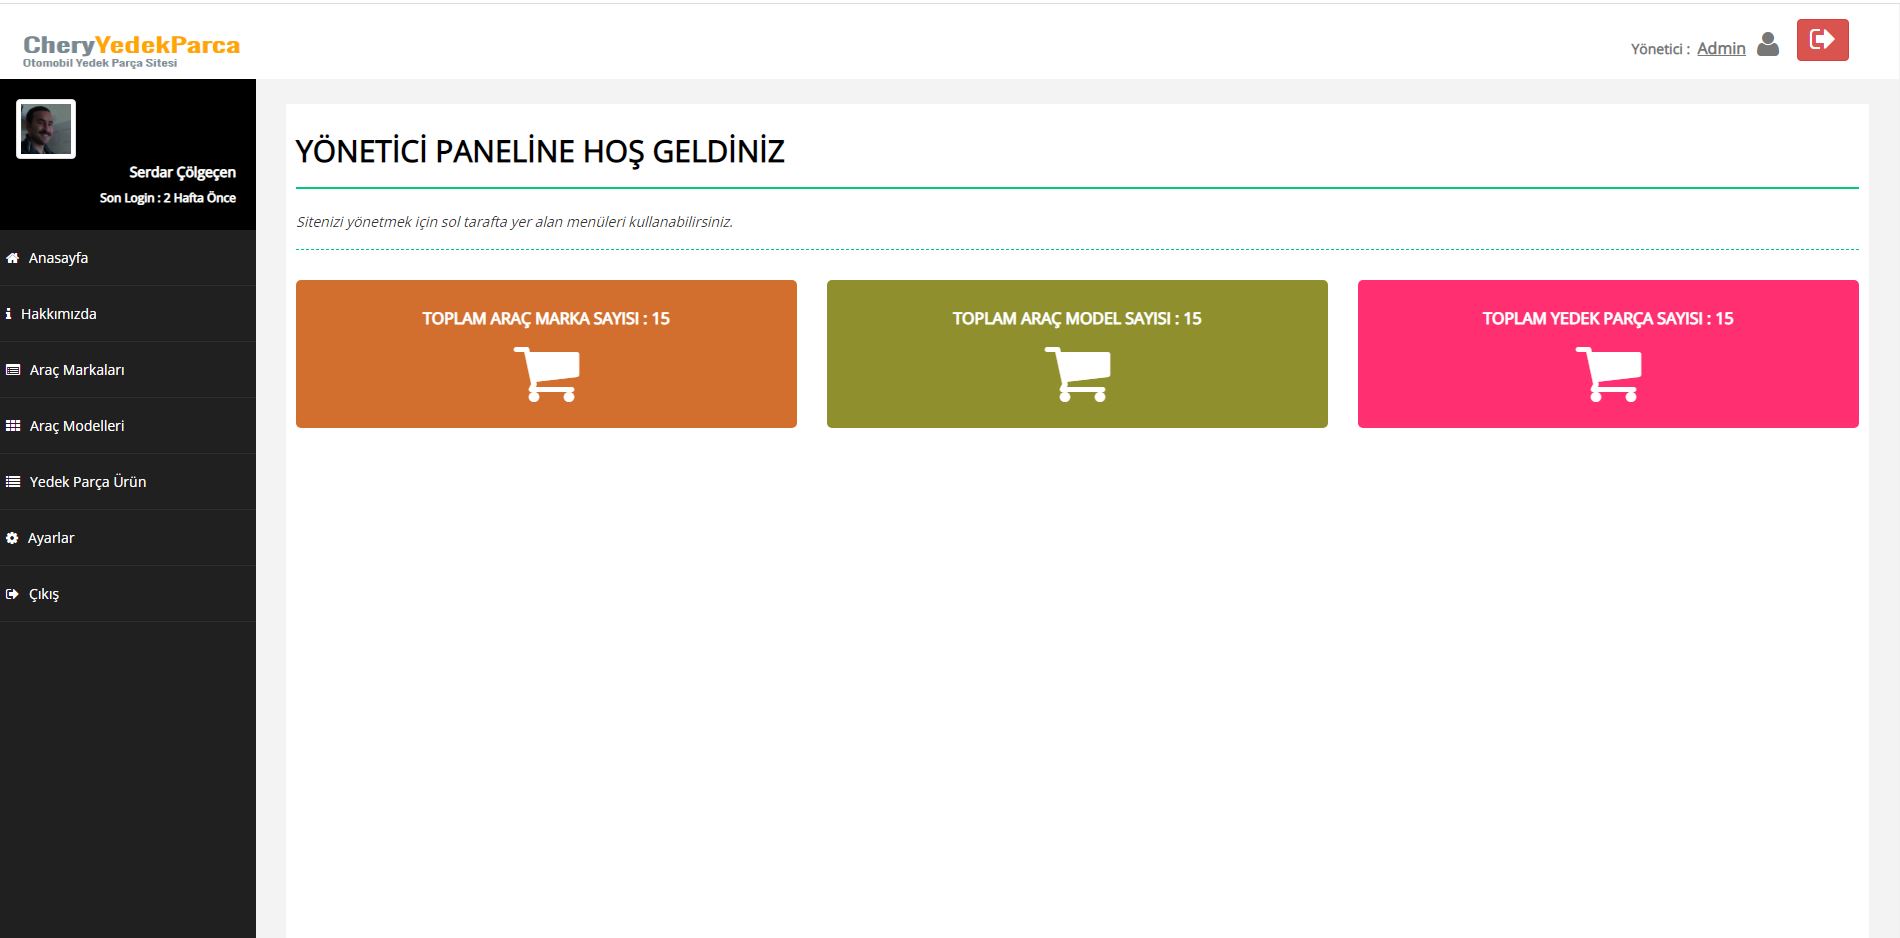 CheryYedekParca
Otomobil Yedek Parça Sitesi
Yönetici : Admin
Serdar Çölgeçen
Son Login : 2 Hafta Önce
Anasayfa
Hakkımızda
Araç Markaları
Araç Modelleri
Yedek Parça Ürün
Ayarlar
Çıkış
YÖNETİCİ PANELİNE HOŞ GELDİNİZ
Sitenizi yönetmek için sol tarafta yer alan menüleri kullanabilirsiniz.
TOPLAM ARAÇ MARKA SAYISI : 15
TOPLAM ARAÇ MODEL SAYISI : 15
TOPLAM YEDEK PARÇA SAYISI : 15